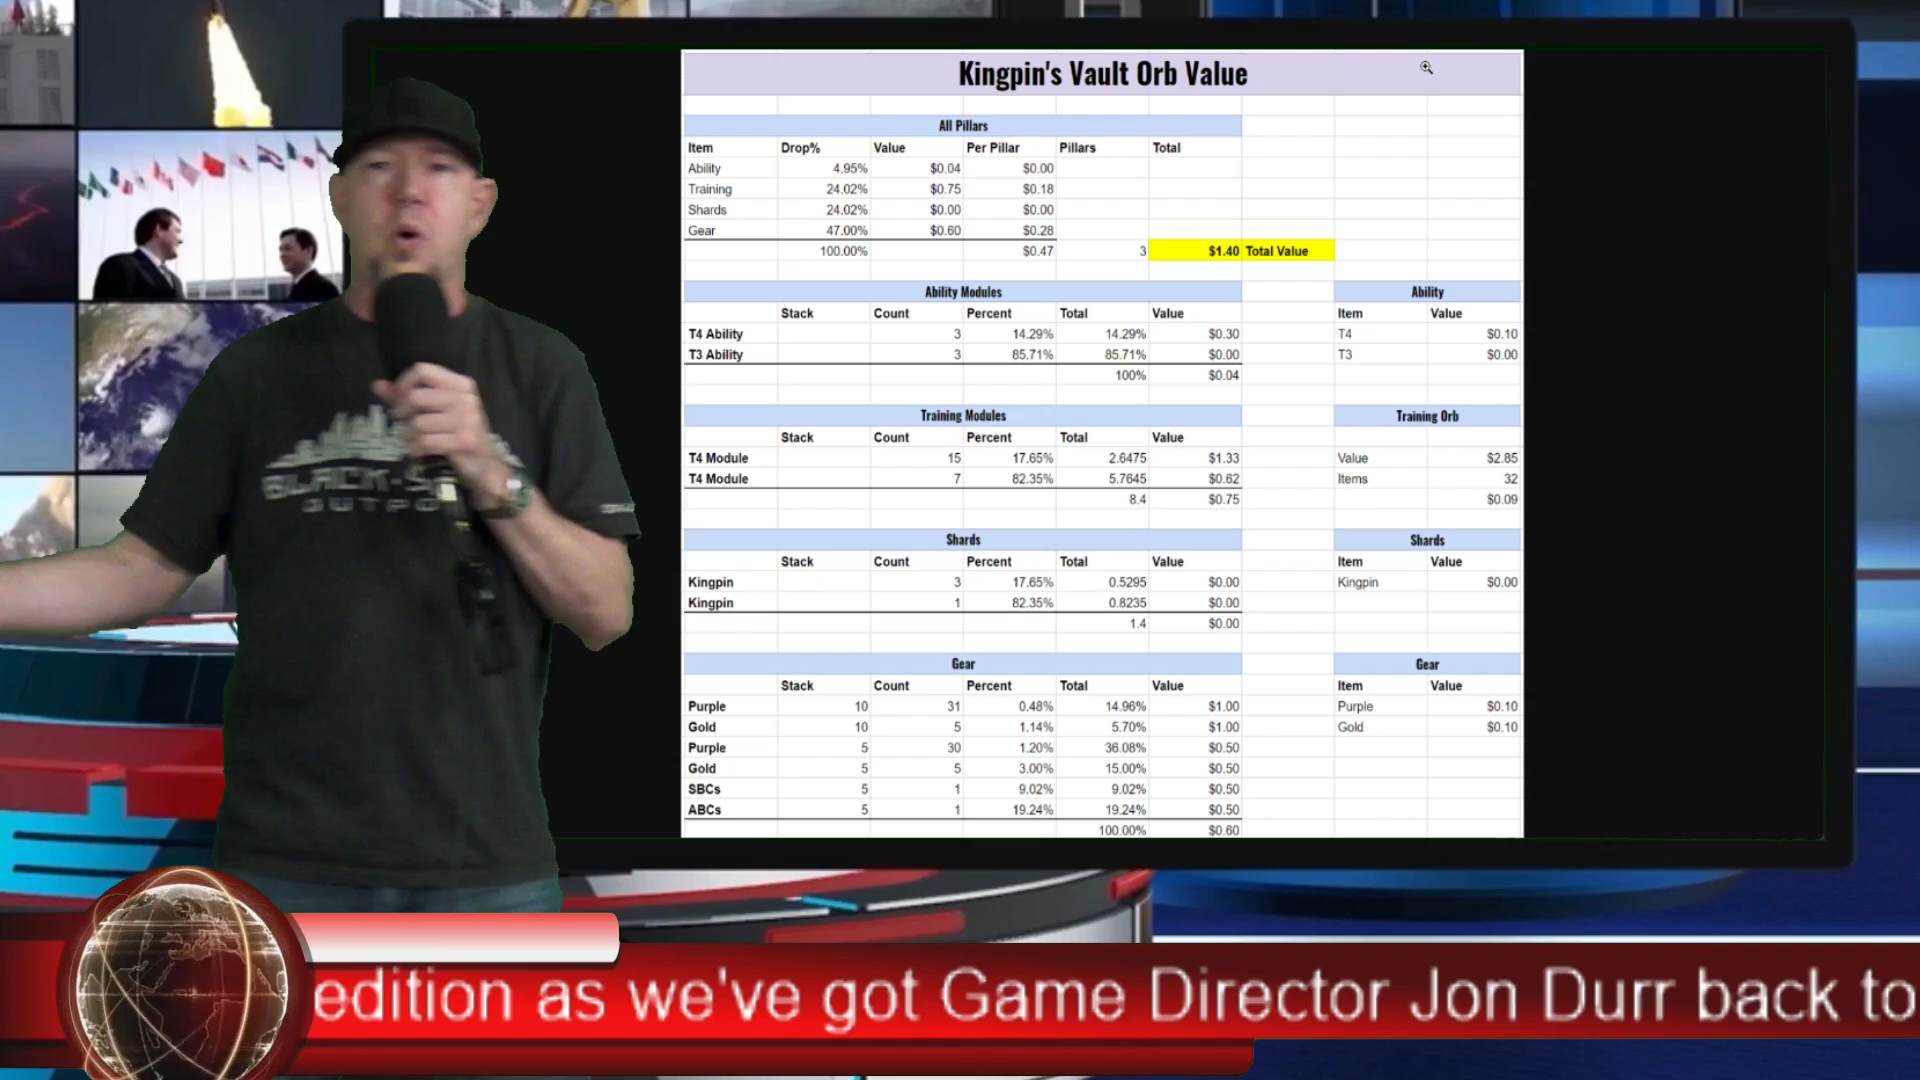 Kingpin's Vault Orb Value
All Pillars
Item Drop% Value Per Pillar Pillars Total
Ability 4.95% $0.04 $0.00
Training 24.02% $0.75 $0.18
Shards 24.02% $0.00 $0.00
Gear 47.00% $0.60 $0.28
100.00% $0.47 3 $1.40 Total Value
Ability Modules Ability
Stack Count Percent Total Value Item Value
T4 Ability 3 14.29% 14.29% $0.30 T4 $0.10
T3 Ability 3 85.71% 85.71% $0.00 T3 $0.00
100% $0.04
Training Modules Training Orb
Stack Count Percent Total Value
T4 Module 15 17.65% 2.6475 $1.33 Value $2.85
T4 Module 7 82.35% 5.7645 $0.62 Items 32
8.4 $0.75 $0.09
Shards Shards
Stack Count Percent Total Value Item Value
Kingpin 3 17.65% 0.5295 $0.00 Kingpin $0.00
Kingpin 1 82.35% 0.8235 $0.00
1.4 $0.00
Gear Gear
Stack Count Percent Total Value Item Value
Purple 10 31 0.48% 14.96% $1.00 Purple $0.10
Gold 10 5 1.14% 5.70% $1.00 Gold $0.10
Purple 5 30 1.20% 36.08% $0.50
Gold 5 5 3.00% 15.00% $0.50
SBCs 5 1 9.02% 9.02% $0.50
ABCs 5 1 19.24% 19.24% $0.50
100.00% $0.60
edition as we've got Game Director Jon Durr back to